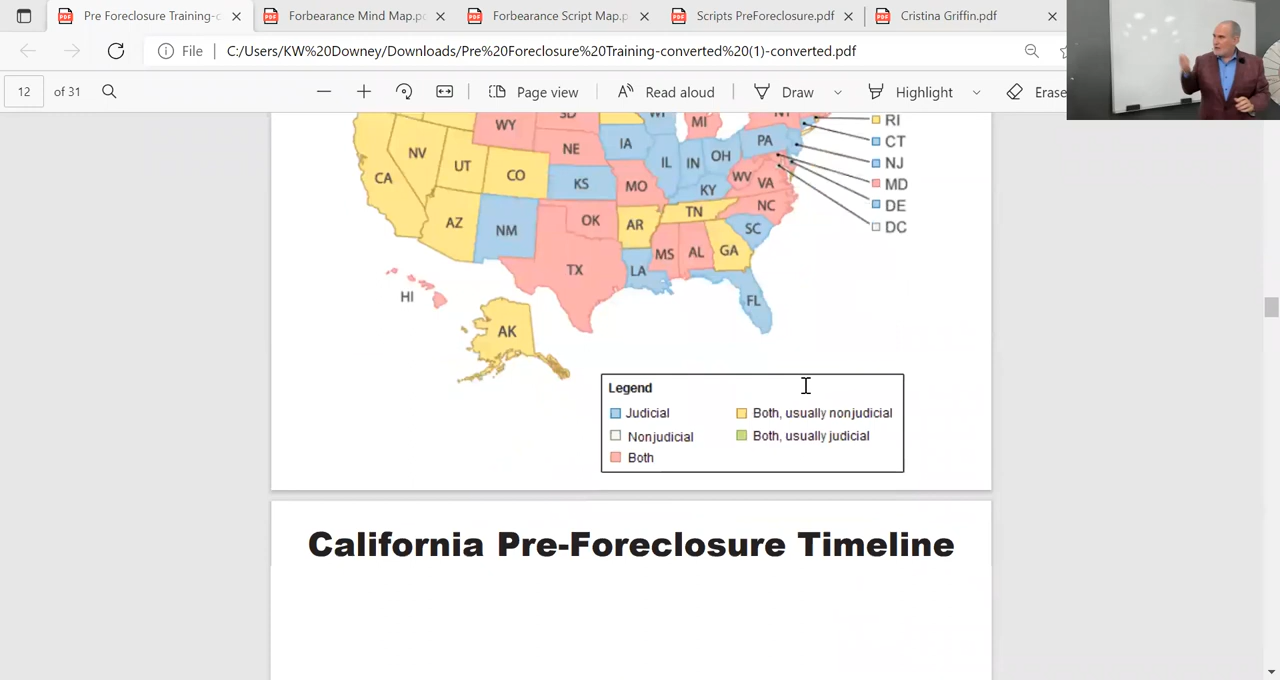 Pre Foreclosure Training-c
Forbearance Mind Map.pc
Forbearance Script Map.p
Scripts PreForeclosure.pdf
Cristina Griffin.pdf
File
C:/Users/KW%20Downey/Downloads/Pre%20Foreclosure%20Training-converted%20(1)-converted.pdf
12 of 31
Page view
Read aloud
Draw
Highlight
Erase
WY
SD
WI
MI
NY
RI
NV
UT
CO
NE
IA
IL
IN
OH
PA
CT
CA
KS
MO
KY
WV
VA
NJ
MD
AZ
NM
OK
AR
TN
NC
SC
DE
DC
TX
LA
MS
AL
GA
FL
HI
AK
Legend
Judicial
Both, usually nonjudicial
Nonjudicial
Both, usually judicial
Both
California Pre-Foreclosure Timeline